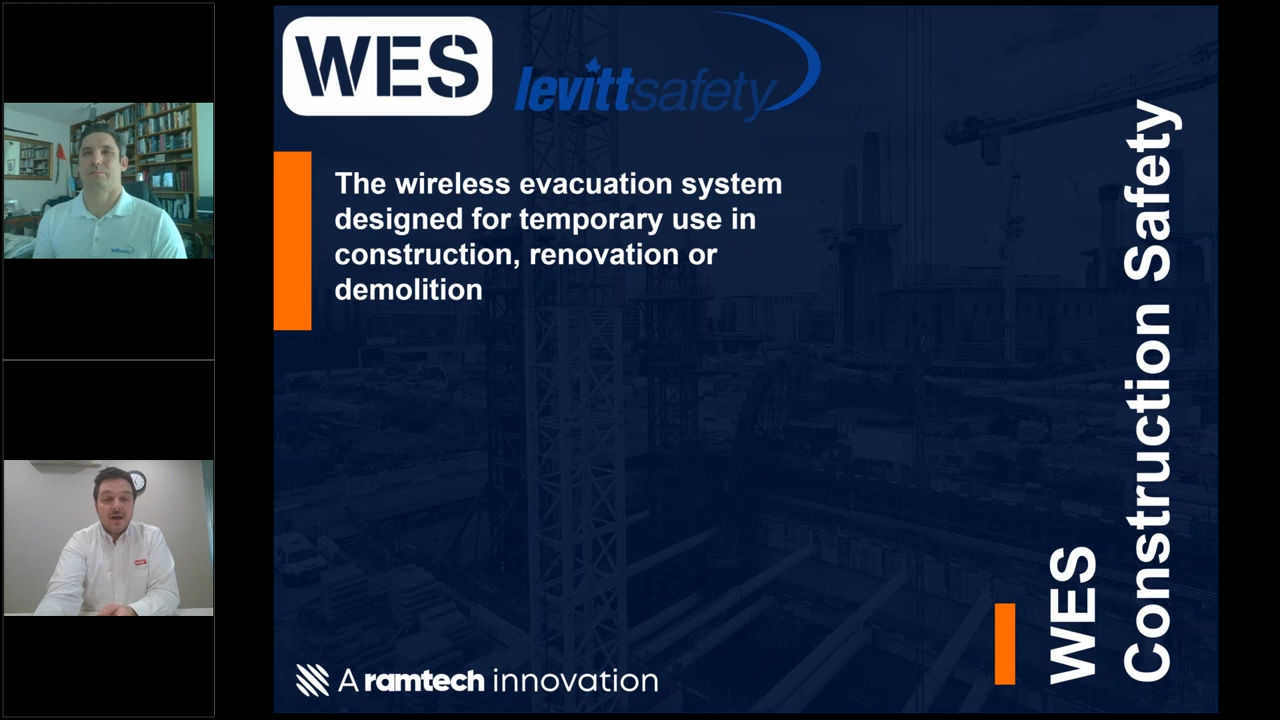 WES
levittsafety
The wireless evacuation system
designed for temporary use in
construction, renovation or
demolition
WES
Construction Safety
A ramtech innovation